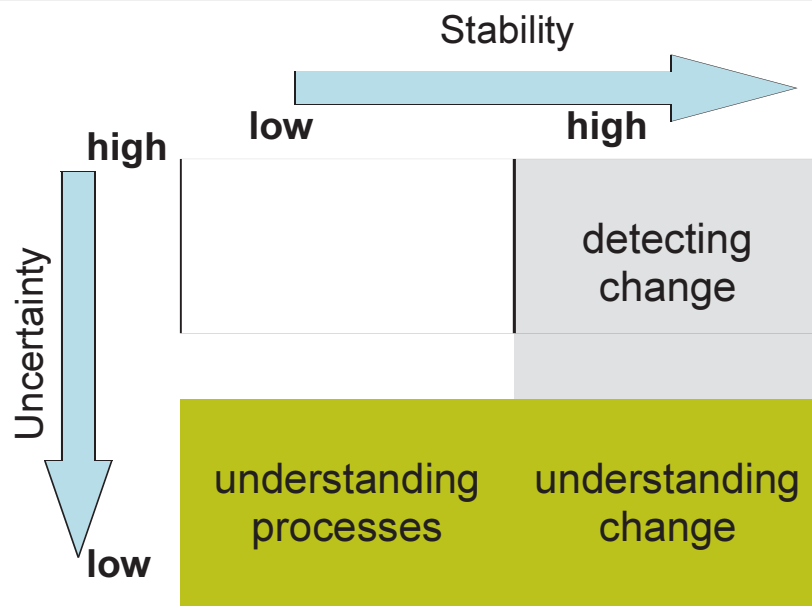 Stability
low
high
high
Uncertainty
detecting
change
understanding
processes
understanding
change
low